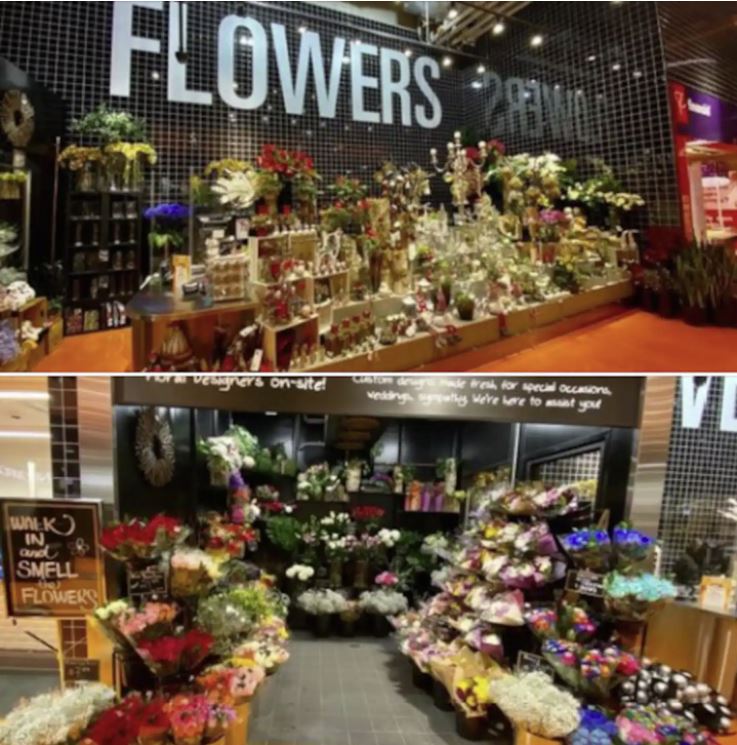 FLOWERS
Floral Designers on-site!
Custom designs made fresh for special occasions,
weddings, sympathy. We're here to assist you!
WALK
IN
and
SMELL
the
FLOWERS